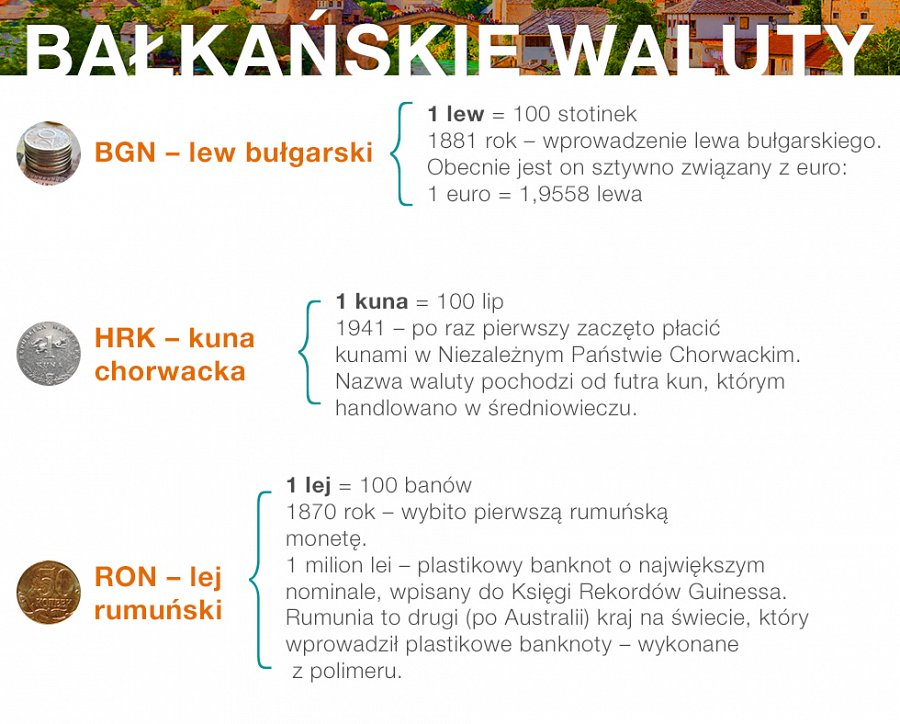 BAŁKAŃSKIE WALUTY
BGN – lew bułgarski
1 lew = 100 stotinek
1881 rok – wprowadzenie lewa bułgarskiego.
Obecnie jest on sztywno związany z euro:
1 euro = 1,9558 lewa
HRK – kuna
chorwacka
1 kuna = 100 lip
1941 – po raz pierwszy zaczęto płacić
kunami w Niezależnym Państwie Chorwackim.
Nazwa waluty pochodzi od futra kun, którym
handlowano w średniowieczu.
RON – lej
rumuński
1 lej = 100 banów
1870 rok – wybito pierwszą rumuńską
monetę.
1 milion lei – plastikowy banknot o największym
nominale, wpisany do Księgi Rekordów Guinessa.
Rumunia to drugi (po Australii) kraj na świecie, który
wprowadził plastikowe banknoty – wykonane
z polimeru.
50